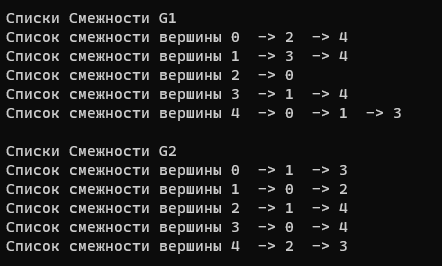 Списки Смежности G1
Список смежности вершины 0  -> 2  -> 4
Список смежности вершины 1  -> 3  -> 4
Список смежности вершины 2  -> 0
Список смежности вершины 3  -> 1  -> 4
Список смежности вершины 4  -> 0  -> 1  -> 3

Списки Смежности G2
Список смежности вершины 0  -> 1  -> 3
Список смежности вершины 1  -> 0  -> 2
Список смежности вершины 2  -> 1  -> 4
Список смежности вершины 3  -> 0  -> 4
Список смежности вершины 4  -> 2  -> 3